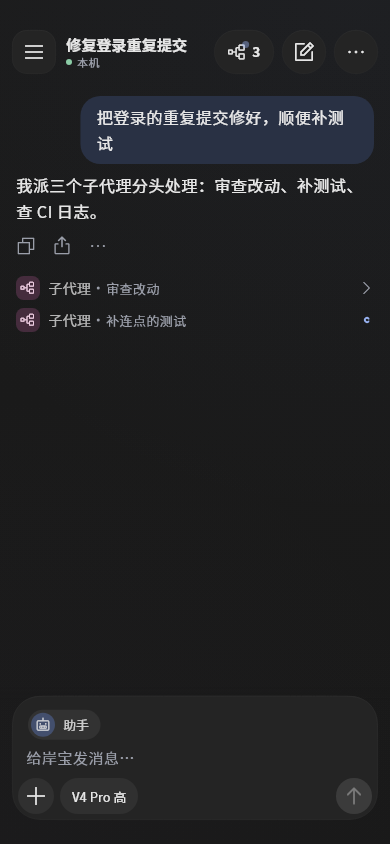 修复登录重复提交
本机
3
把登录的重复提交修好，顺便补测
试
我派三个子代理分头处理：审查改动、补测试、
查 CI 日志。
子代理 · 审查改动
子代理 · 补连点的测试
助手
给岸宝发消息…
V4 Pro 高